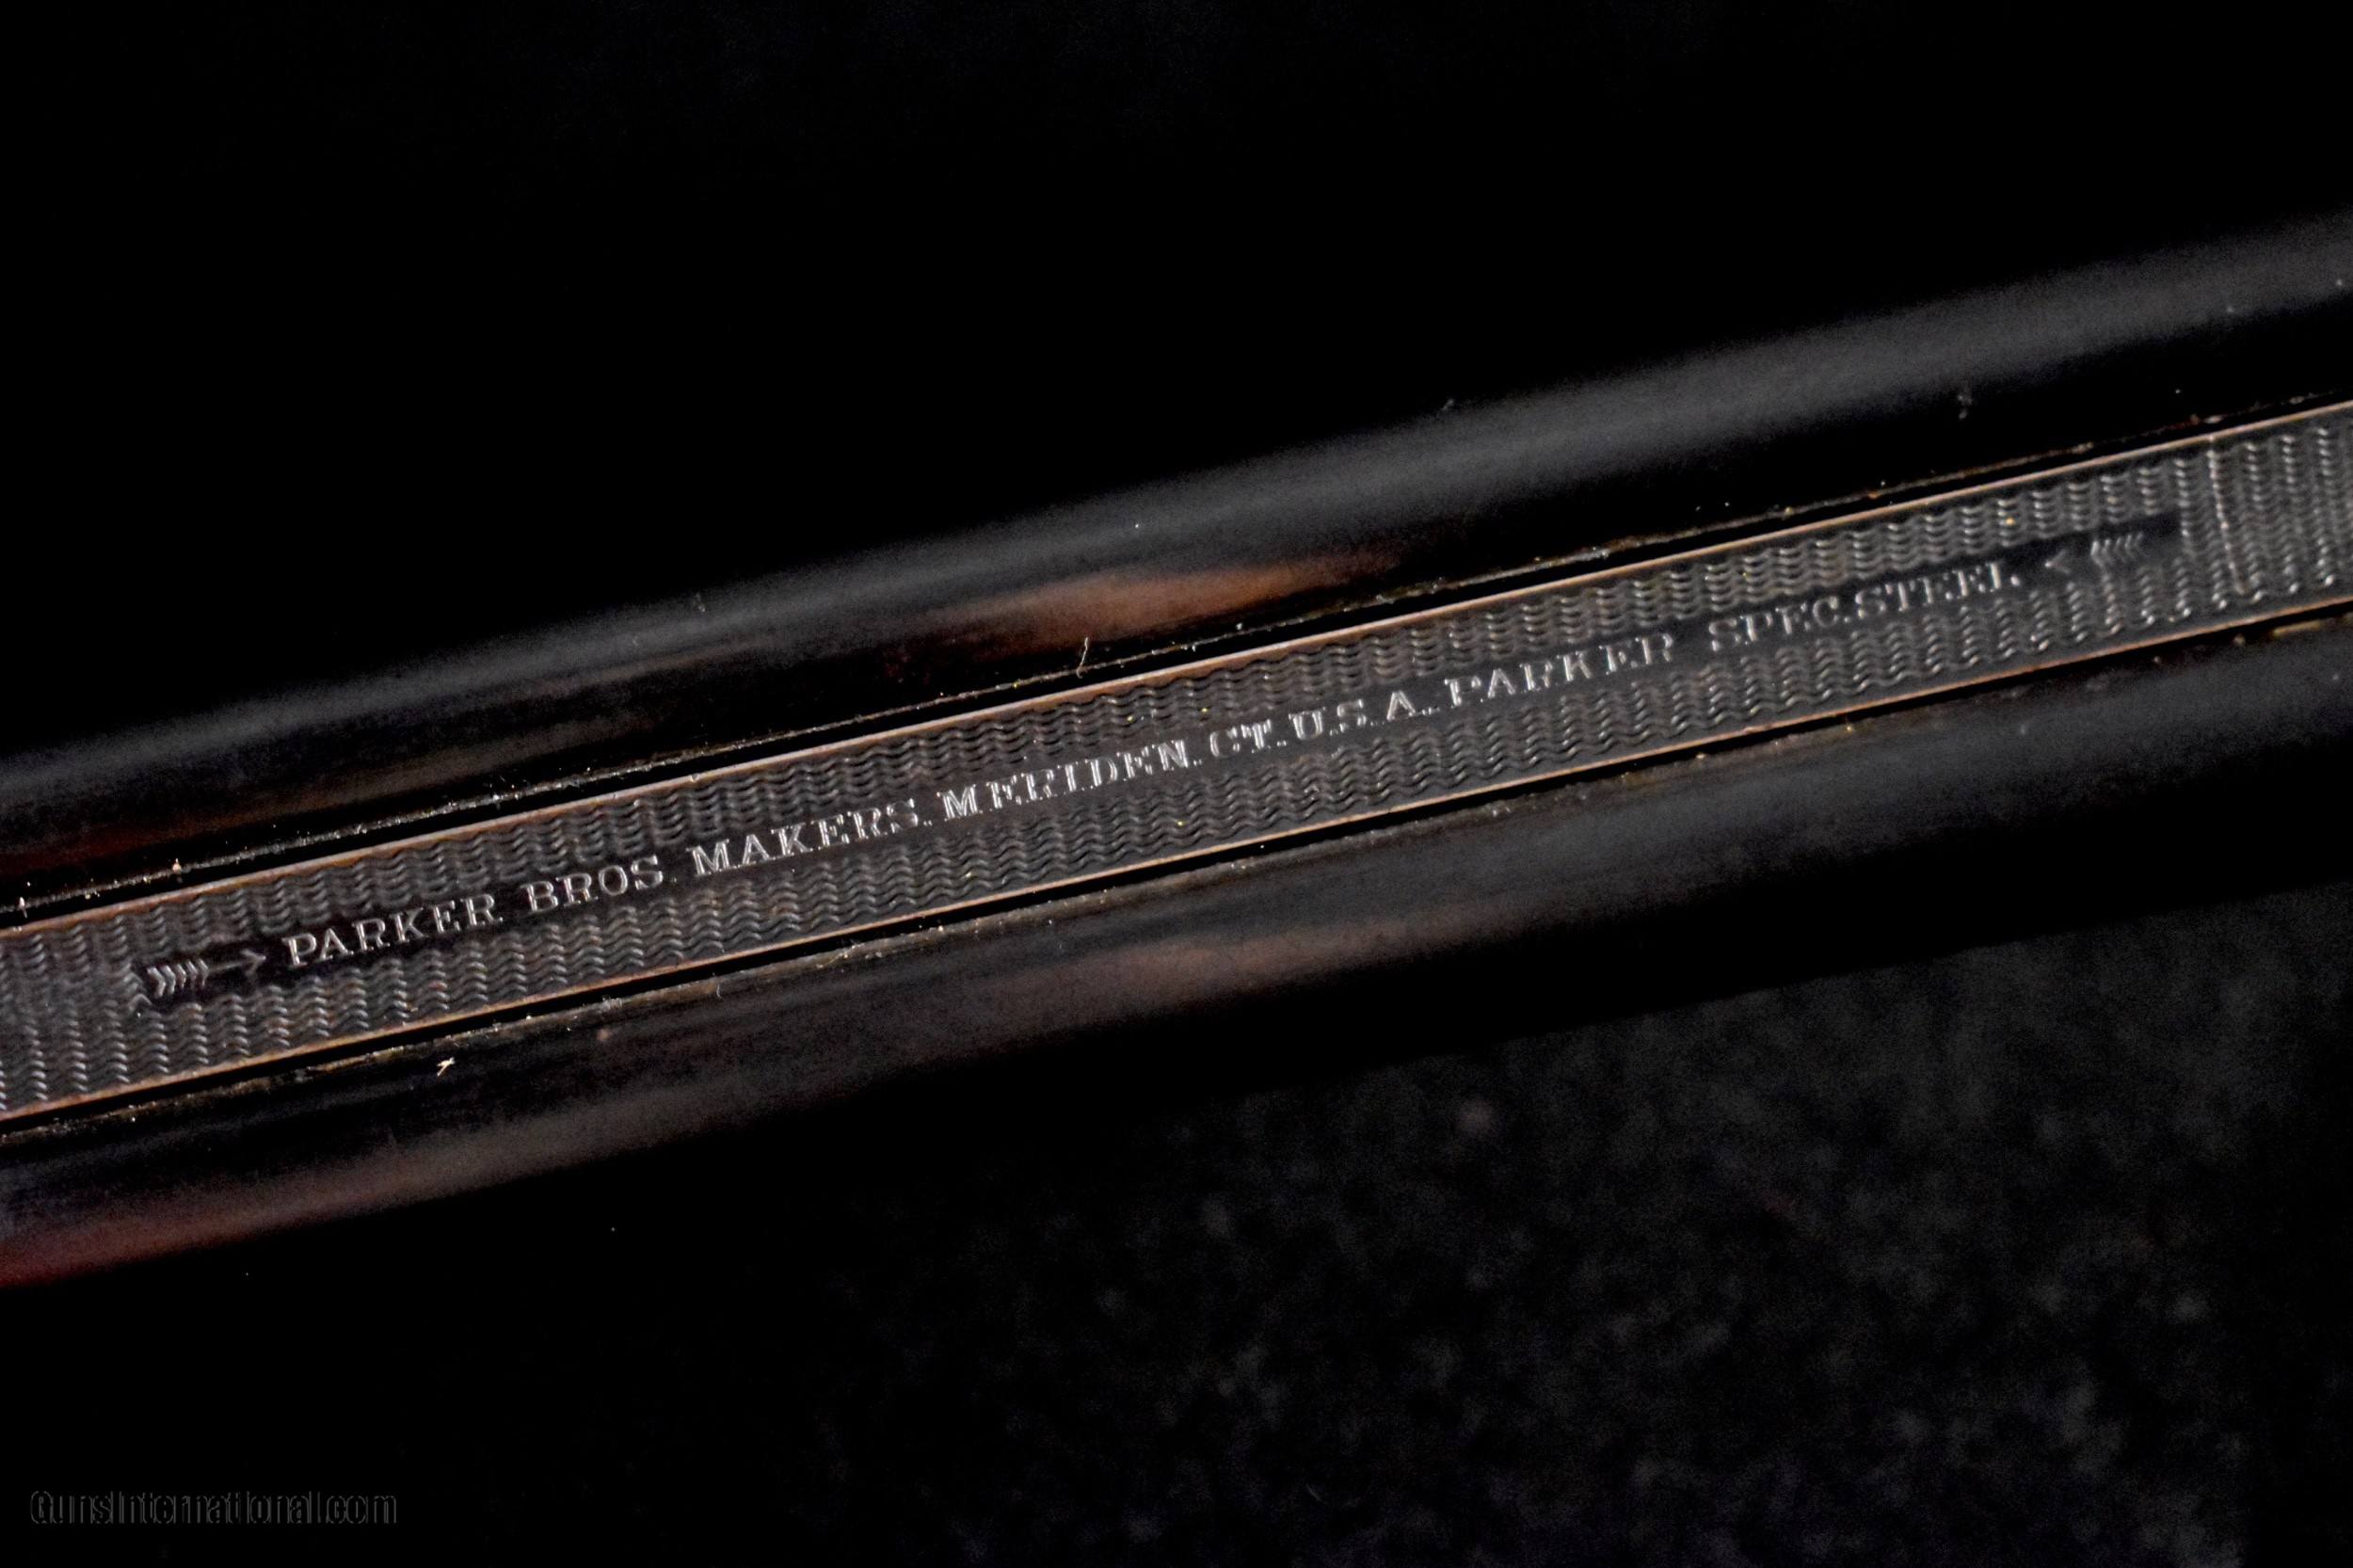 PARKER BROS. MAKERS. MERIDEN. CT. U.S.A.. PARKER SPEC. STEEL.
GunsInternational.com